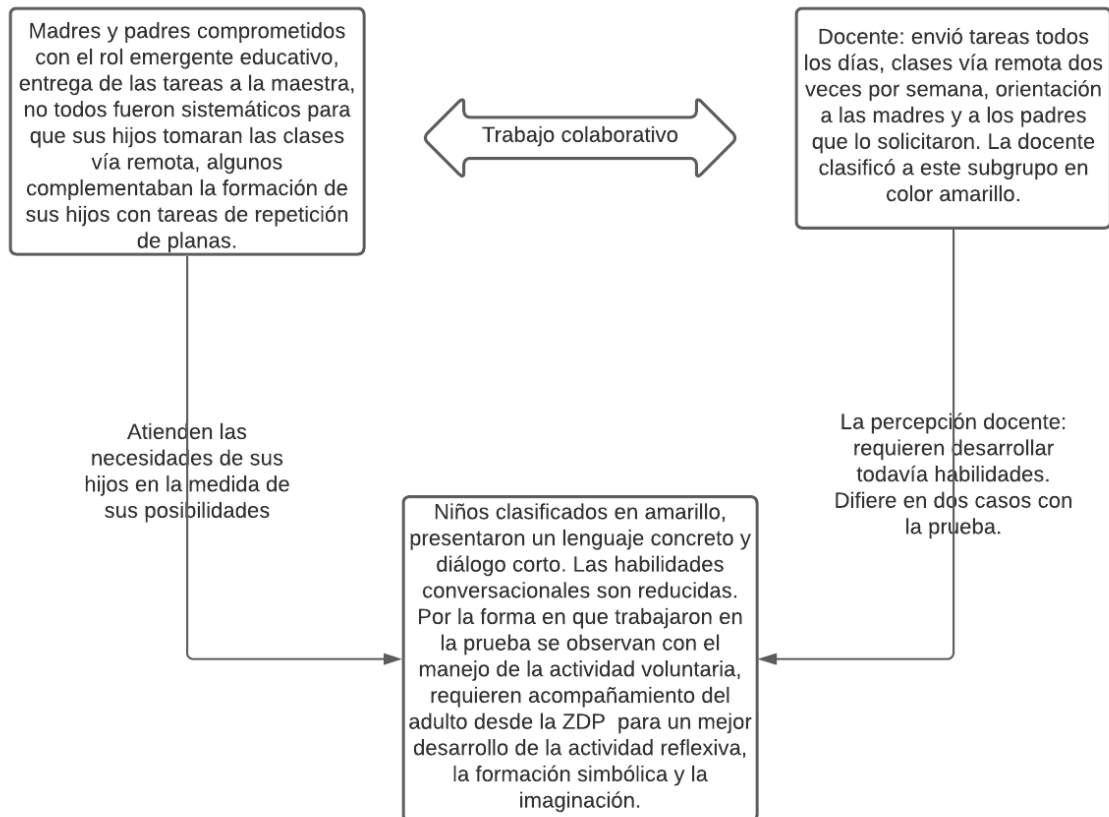 Madres y padres comprometidos
con el rol emergente educativo,
entrega de las tareas a la maestra,
no todos fueron sistemáticos para
que sus hijos tomaran las clases
vía remota, algunos
complementaban la formación de
sus hijos con tareas de repetición
de planas.
Trabajo colaborativo
Docente: envió tareas todos
los días, clases vía remota dos
veces por semana, orientación
a las madres y a los padres
que lo solicitaron. La docente
clasificó a este subgrupo en
color amarillo.
Atienden las
necesidades de sus
hijos en la medida de
sus posibilidades
La percepción docente:
requieren desarrollar
todavía habilidades.
Difiere en dos casos con
la prueba.
Niños clasificados en amarillo,
presentaron un lenguaje concreto y
diálogo corto. Las habilidades
conversacionales son reducidas.
Por la forma en que trabajaron en
la prueba se observan con el
manejo de la actividad voluntaria,
requieren acompañamiento del
adulto desde la ZDP para un mejor
desarrollo de la actividad reflexiva,
la formación simbólica y la
imaginación.